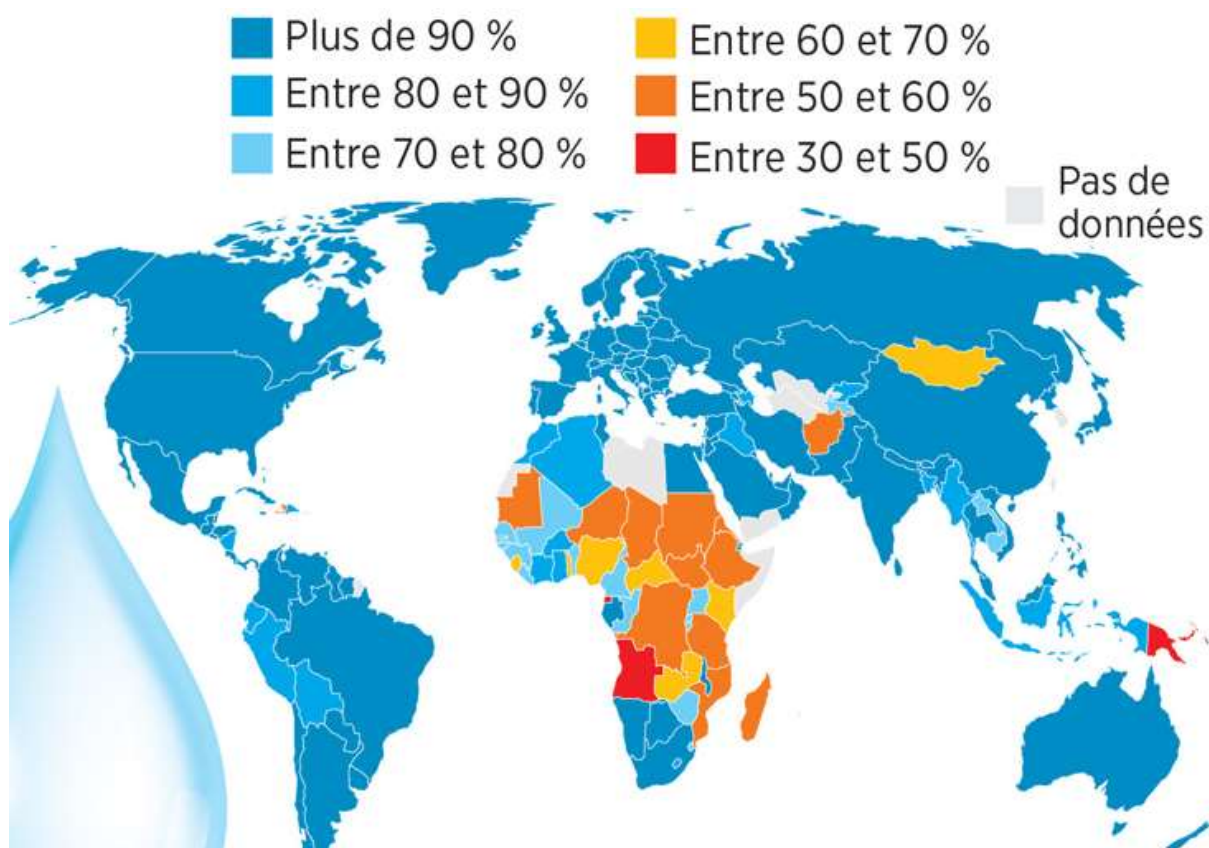 Plus de 90 %
Entre 80 et 90 %
Entre 70 et 80 %
Entre 60 et 70 %
Entre 50 et 60 %
Entre 30 et 50 %
Pas de
données